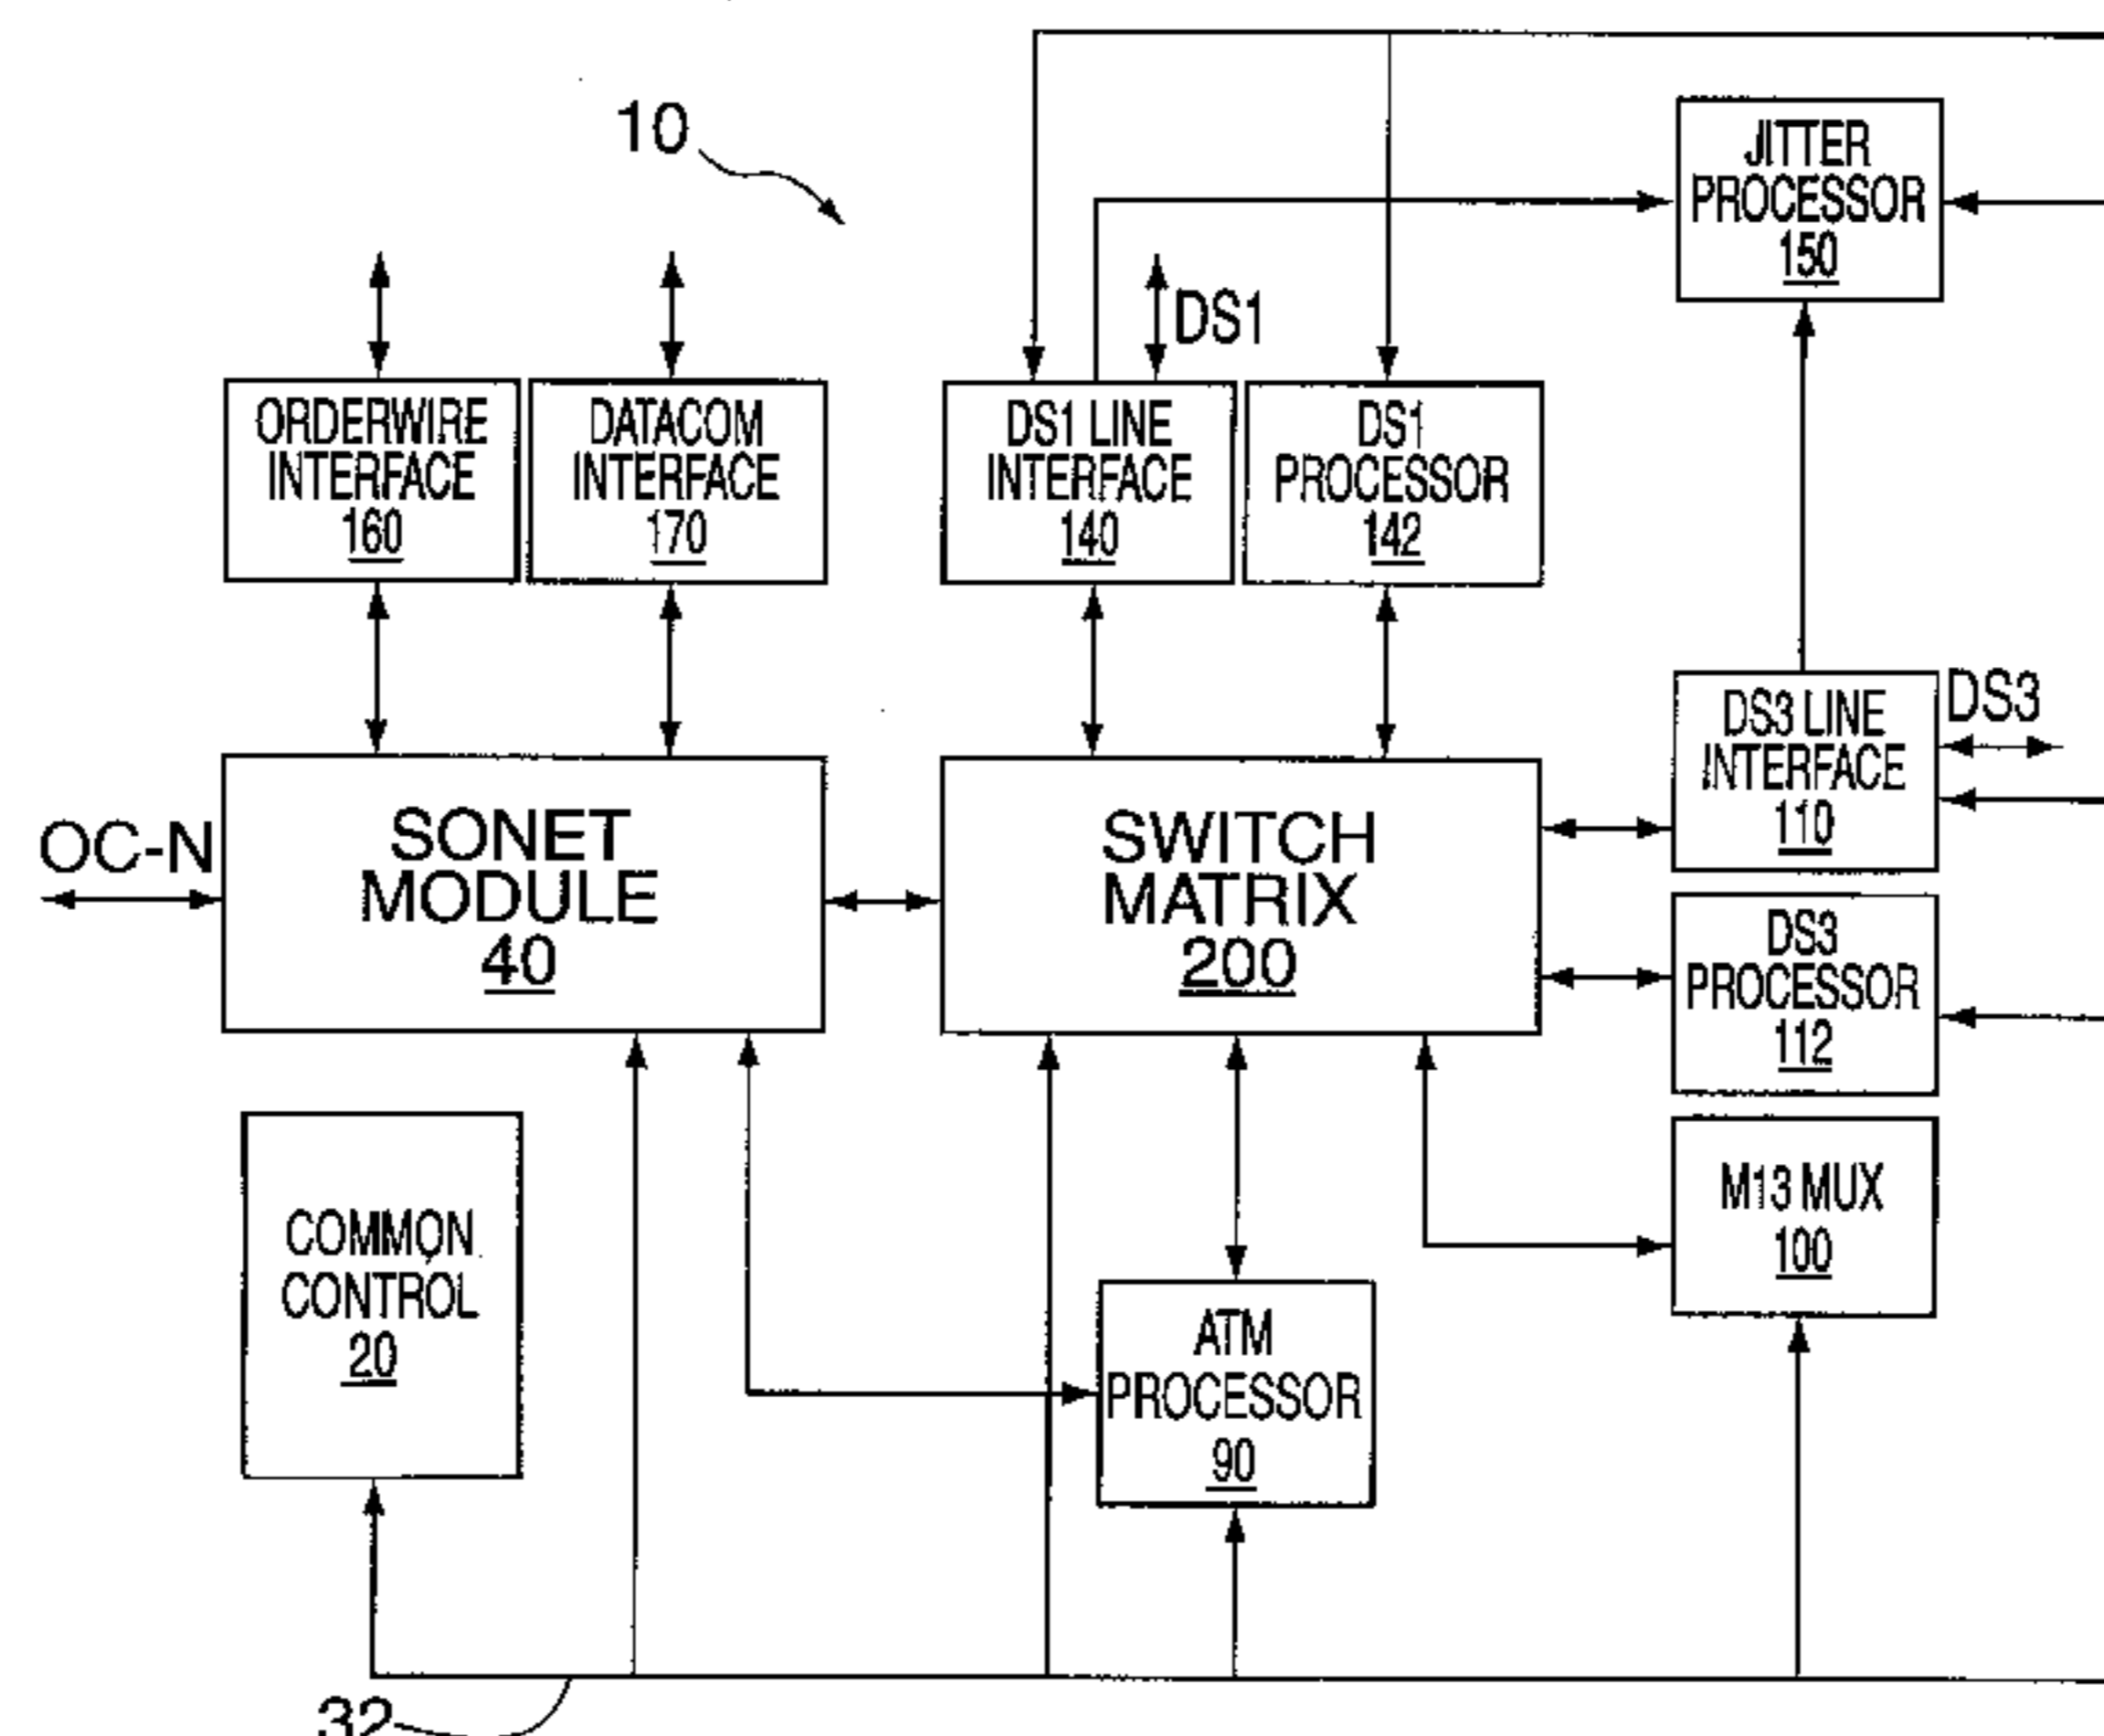 10
JITTER
PROCESSOR
150
DS1
ORDERWIRE
INTERFACE
160
DATACOM
INTERFACE
170
DS1 LINE
INTERFACE
140
DS1
PROCESSOR
142
DS3 LINE
INTERFACE
110
DS3
OC-N
SONET
MODULE
40
SWITCH
MATRIX
200
DS3
PROCESSOR
112
COMMON
CONTROL
20
ATM
PROCESSOR
90
M13 MUX
100
32